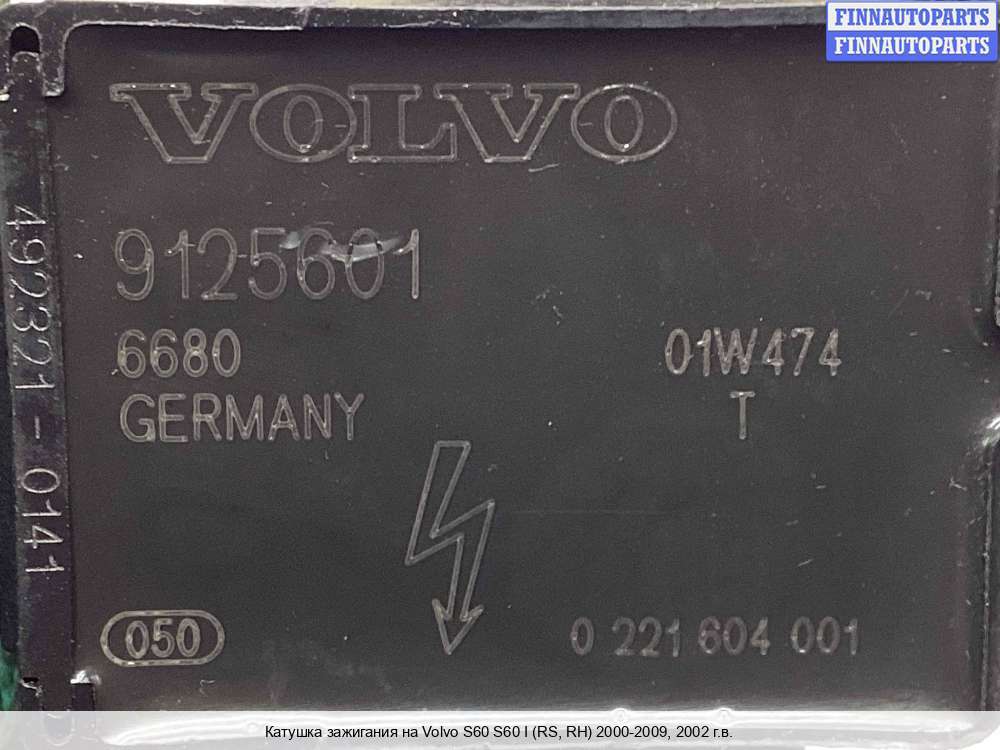 FINNAUTOPARTS
FINNAUTOPARTS
VOLVO
9125601
6680
01W474
GERMANY
T
492321-0141
050
0 221 604 001
Катушка зажигания на Volvo S60 S60 I (RS, RH) 2000-2009, 2002 г.в.